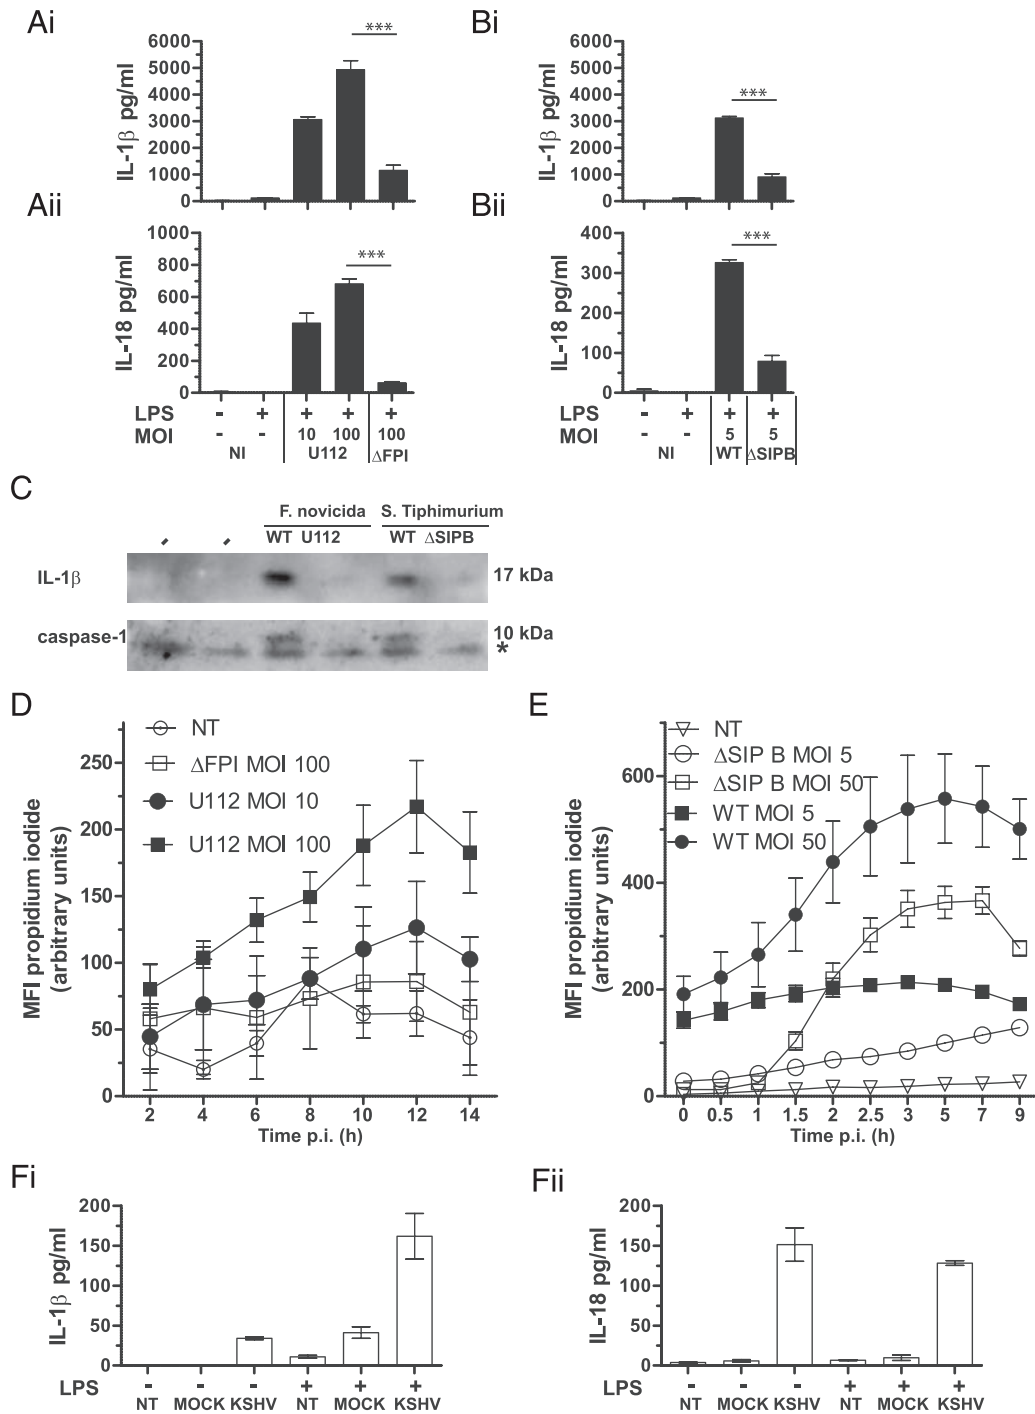 Ai
***
6000
5000
4000
3000
2000
1000
0
IL-1β pg/ml
Bi
***
6000
5000
4000
3000
2000
1000
0
IL-1β pg/ml
Aii
***
1000
800
600
400
200
0
IL-18 pg/ml
LPS - + + + +
MOI - - 10 100 100
NI U112 ΔFPI
Bii
***
400
300
200
100
0
IL-18 pg/ml
- + + +
- - 5 5
NI WT ΔSIPB
C
F. novicida S. Tiphimurium
- - WT U112 WT ΔSIPB
IL-1β 17 kDa
caspase-1 10 kDa
*
D
NT
ΔFPI MOI 100
U112 MOI 10
U112 MOI 100
250
200
150
100
50
0
MFI propidium iodide
(arbitrary units)
2 4 6 8 10 12 14
Time p.i. (h)
E
NT
ΔSIP B MOI 5
ΔSIP B MOI 50
WT MOI 5
WT MOI 50
600
400
200
0
MFI propidium iodide
(arbitrary units)
0 0.5 1 1.5 2 2.5 3 5 7 9
Time p.i. (h)
Fi
200
150
100
50
0
IL-1β pg/ml
LPS - - - + + +
NT MOCK KSHV NT MOCK KSHV
Fii
200
150
100
50
0
IL-18 pg/ml
LPS - - - + + +
NT MOCK KSHV NT MOCK KSHV